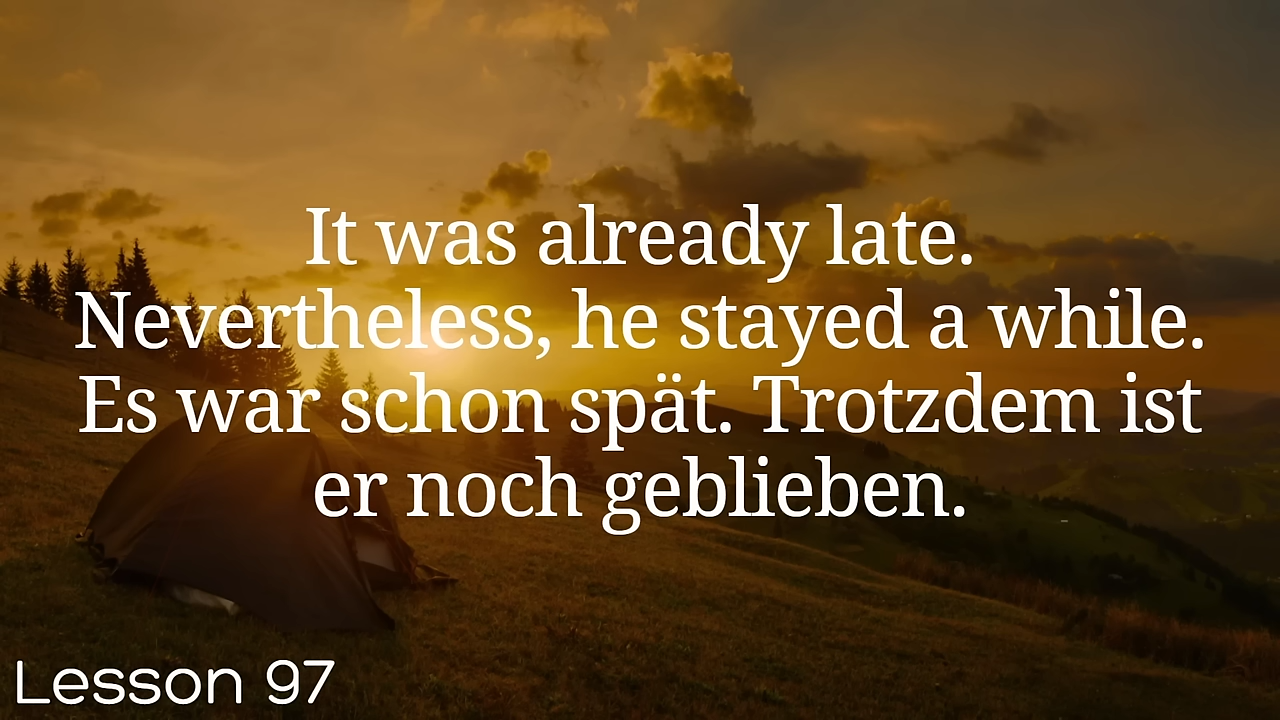 It was already late.
Nevertheless, he stayed a while.
Es war schon spät. Trotzdem ist
er noch geblieben.
Lesson 97